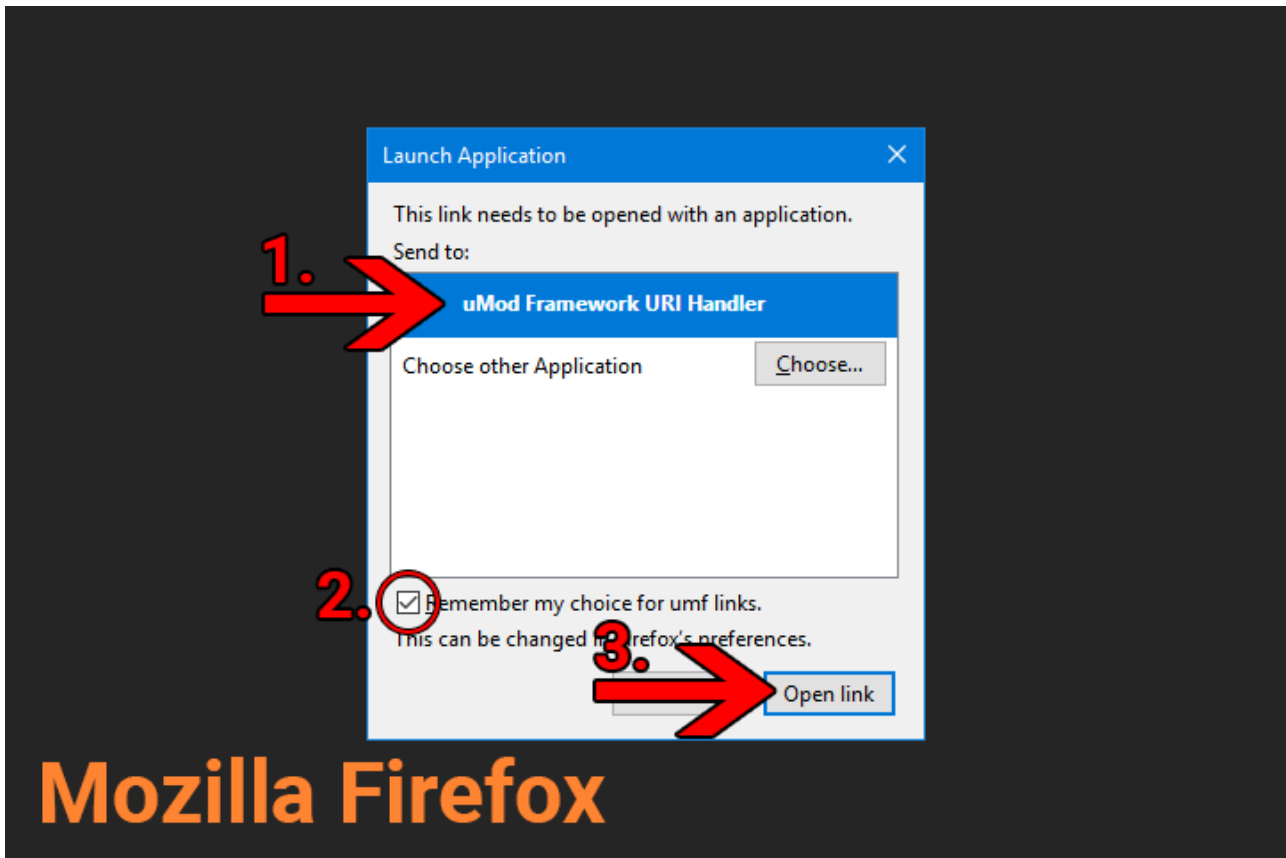 Launch Application
This link needs to be opened with an application.
Send to:
1.
uMod Framework URI Handler
Choose other Application
Choose...
2.
Remember my choice for umf links.
This can be changed in Firefox's preferences.
3.
Open link
Mozilla Firefox